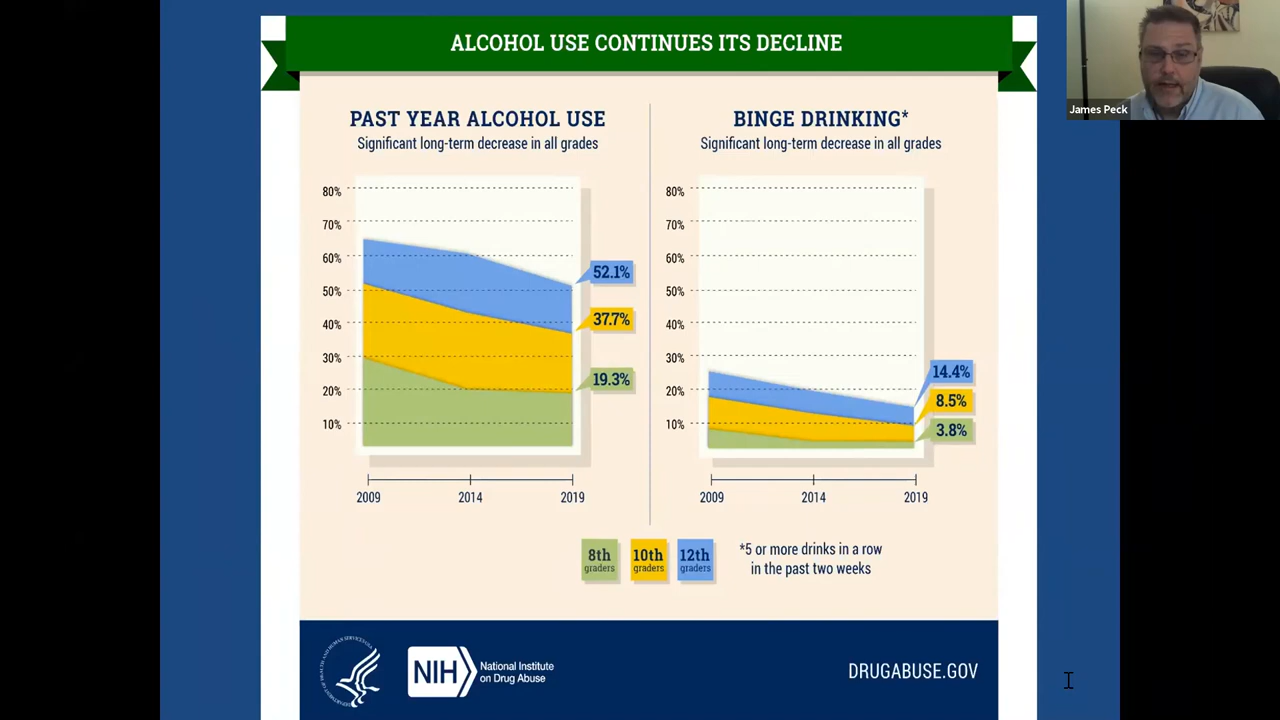 ALCOHOL USE CONTINUES ITS DECLINE
James Peck
PAST YEAR ALCOHOL USE
Significant long-term decrease in all grades
80%
70%
60%
50%
40%
30%
20%
10%
52.1%
37.7%
19.3%
2009
2014
2019
BINGE DRINKING*
Significant long-term decrease in all grades
80%
70%
60%
50%
40%
30%
20%
10%
14.4%
8.5%
3.8%
2009
2014
2019
8th
graders
10th
graders
12th
graders
*5 or more drinks in a row
in the past two weeks
NIH
National Institute
on Drug Abuse
DRUGABUSE.GOV